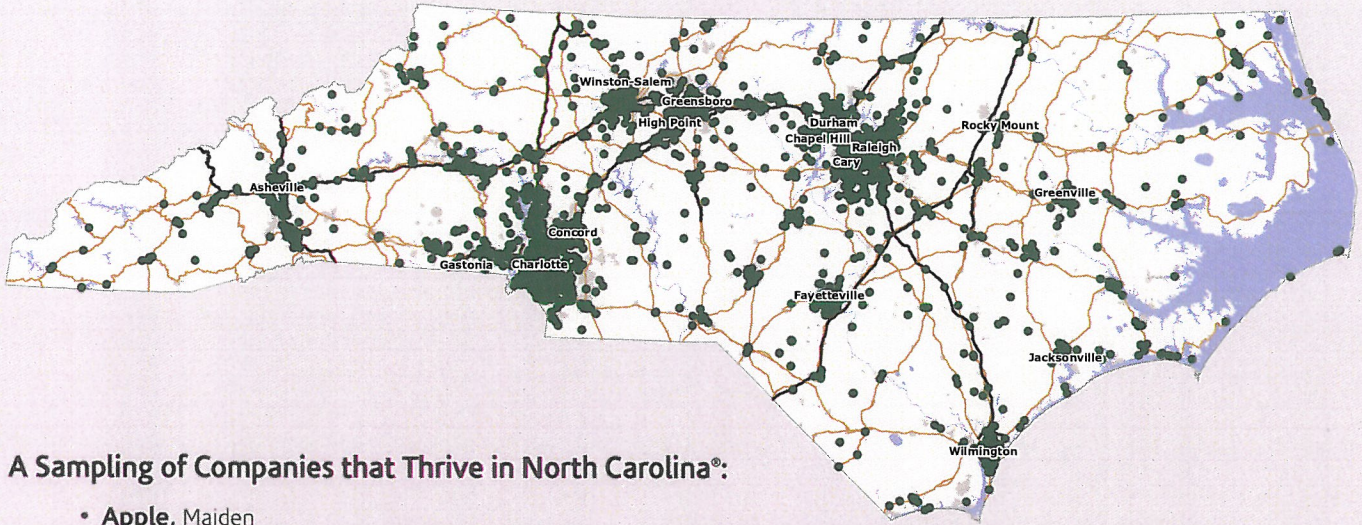 Winston-Salem
Greensboro
High Point
Durham
Chapel Hill
Raleigh
Cary
Rocky Mount
Asheville
Greenville
Concord
Gastonia
Charlotte
Fayetteville
Jacksonville
Wilmington
A Sampling of Companies that Thrive in North Carolina®:
• Apple, Maiden